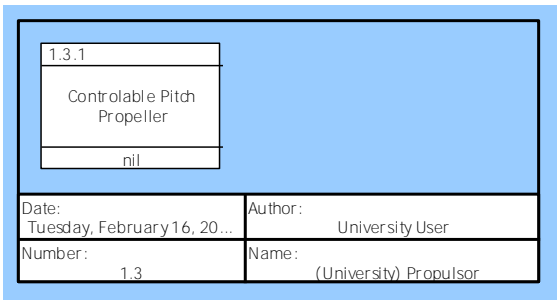 1.3.1
Controlable Pitch
Propeller
nil
Date:
Tuesday, February 16, 20...
Author:
University User
Number:
1.3
Name:
(University) Propulsor